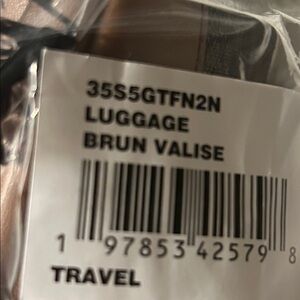 35S5GTFN2N
LUGGAGE
BRUN VALISE
1 97853 42579 8
TRAVEL